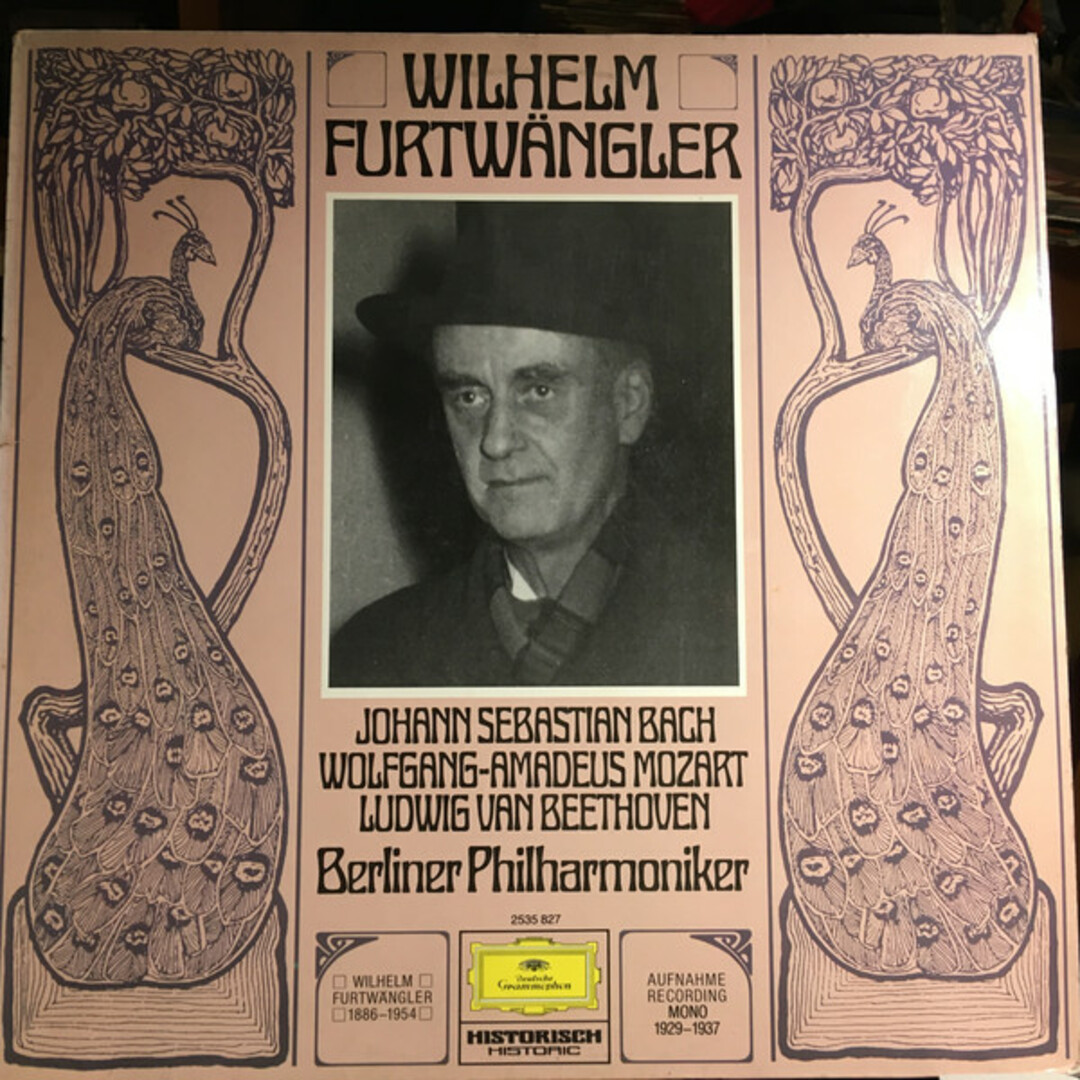 WILHELM
FURTWÄNGLER
JOHANN SEBASTIAN BACH
WOLFGANG-AMADEUS MOZART
LUDWIG VAN BEETHOVEN
Berliner Philharmoniker
2535 827
WILHELM
FURTWÄNGLER
1886–1954
Deutsche
Grammophon
HISTORISCH
HISTORIC
AUFNAHME
RECORDING
MONO
1929–1937